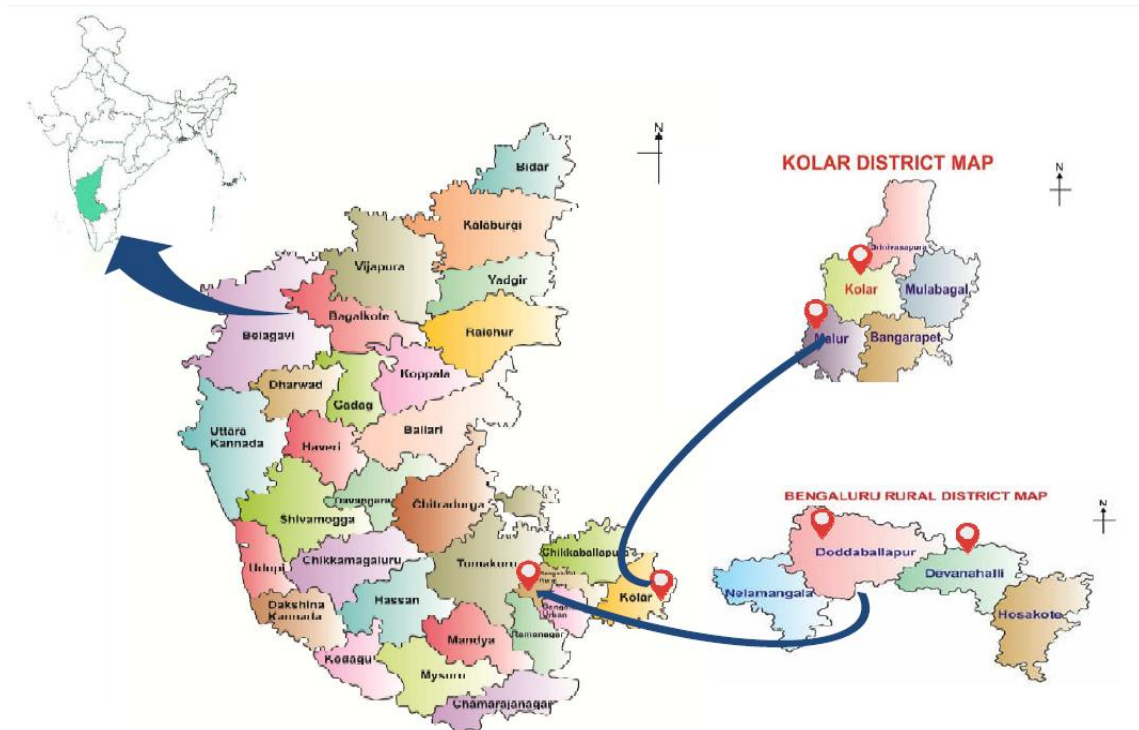 N
Bidar
Kalaburgi
Vijapura
Yadgir
Bagalkote
Raichur
Belagavi
Koppala
Dharwad
Gadag
Ballari
Uttara
Kannada
Haveri
Davangara
Chitradurga
Shivamogga
Chikkaballapura
Chikkamagaluru
Tumakuru
Udupi
Kolar
Hassan
Dakshina
Kannada
Mandya
Ramanagar
Kodagu
Mysuru
Chamarajanagar
KOLAR DISTRICT MAP
N
Srinivasapura
Kolar
Mulabagal
Malur
Bangarapet
BENGALURU RURAL DISTRICT MAP
N
Doddaballapur
Devanahalli
Nelamangala
Hosakote